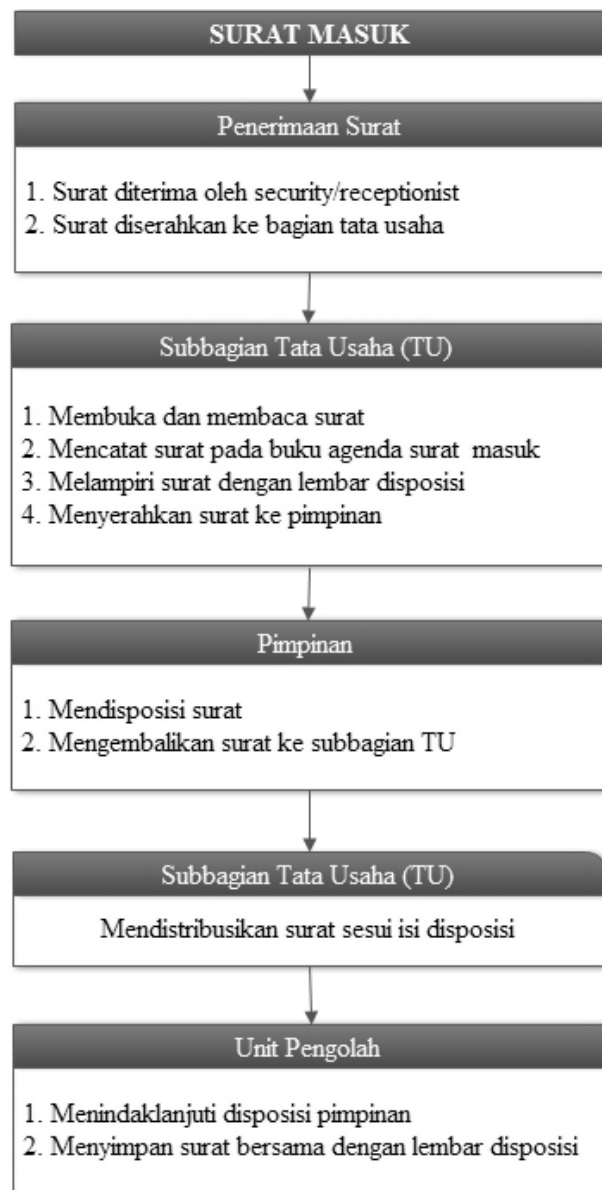 SURAT MASUK
Penerimaan Surat
1. Surat diterima oleh security/receptionist
2. Surat diserahkan ke bagian tata usaha
Subbagian Tata Usaha (TU)
1. Membuka dan membaca surat
2. Mencatat surat pada buku agenda surat masuk
3. Melampiri surat dengan lembar disposisi
4. Menyerahkan surat ke pimpinan
Pimpinan
1. Mendisposisi surat
2. Mengembalikan surat ke subbagian TU
Subbagian Tata Usaha (TU)
Mendistribusikan surat sesui isi disposisi
Unit Pengolah
1. Menindaklanjuti disposisi pimpinan
2. Menyimpan surat bersama dengan lembar disposisi